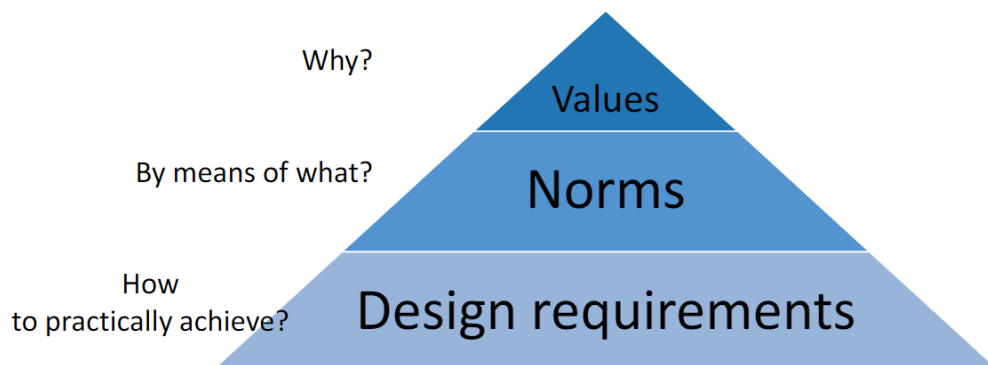 Why?
Values
By means of what?
Norms
How
to practically achieve?
Design requirements